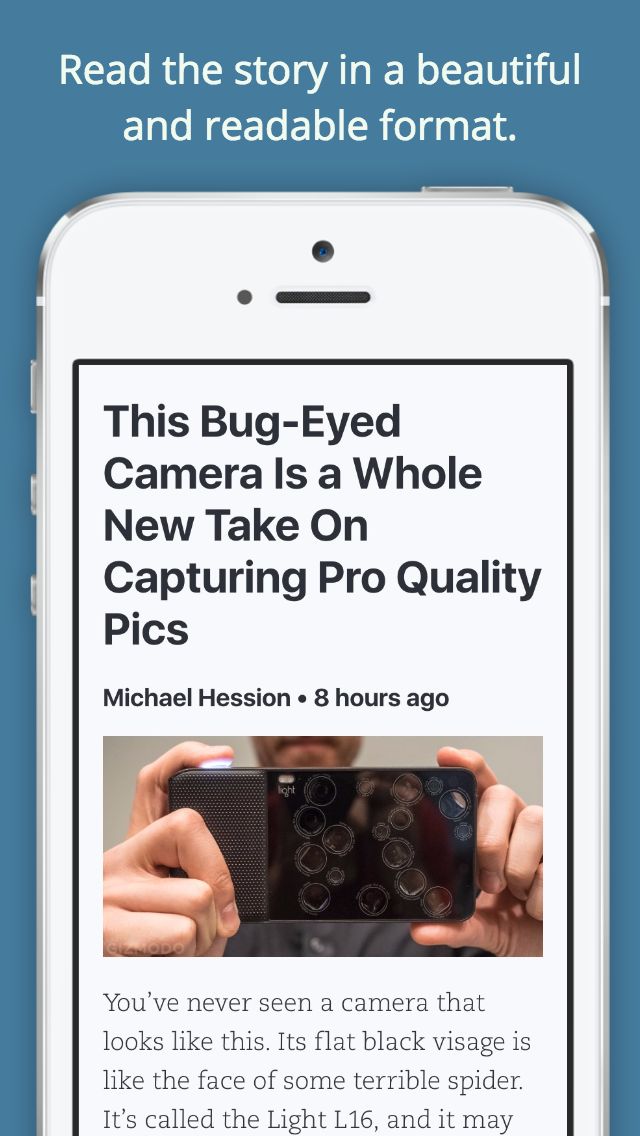 Read the story in a beautiful
and readable format.
This Bug-Eyed
Camera Is a Whole
New Take On
Capturing Pro Quality
Pics
Michael Hession • 8 hours ago
light
GIZMODO
You’ve never seen a camera that
looks like this. Its flat black visage is
like the face of some terrible spider.
It’s called the Light L16, and it may